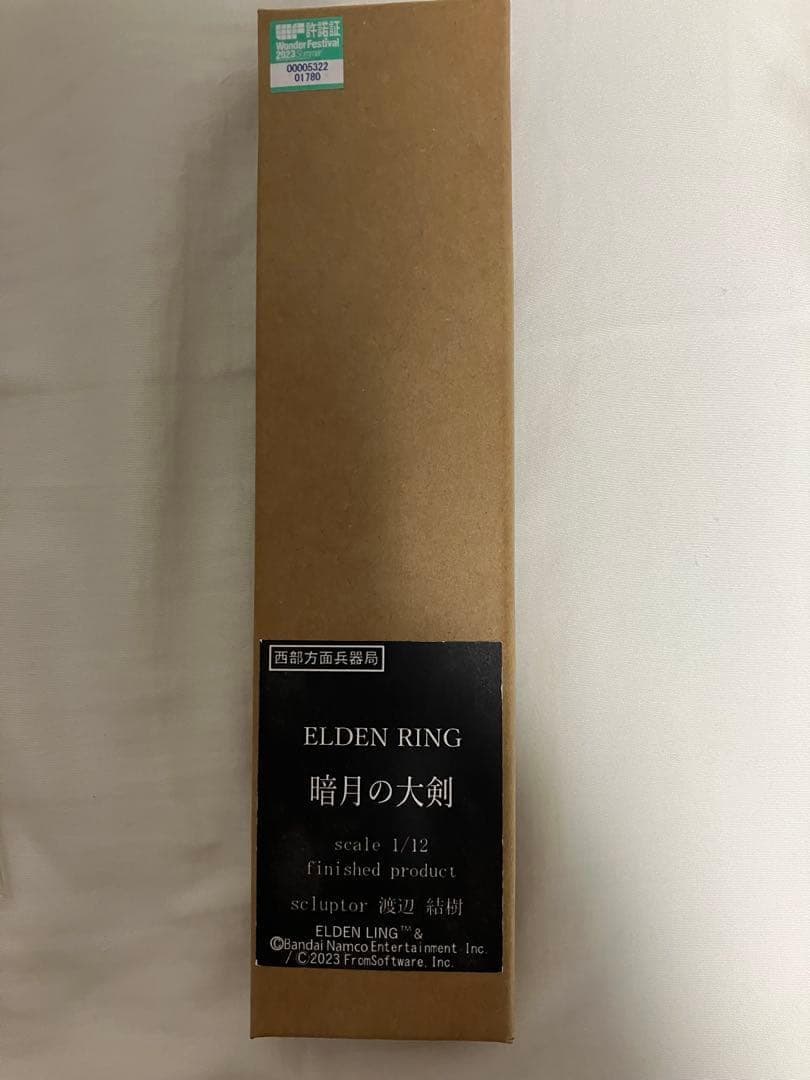 許諾証
Wonder Festival
2023 Summer
00005322
01780
西部方面兵器局
ELDEN RING
暗月の大剣
scale 1/12
finished product
scluptor 渡辺 結樹
ELDEN LING™ &
©Bandai Namco Entertainment Inc.
/ © 2023 FromSoftware, Inc.